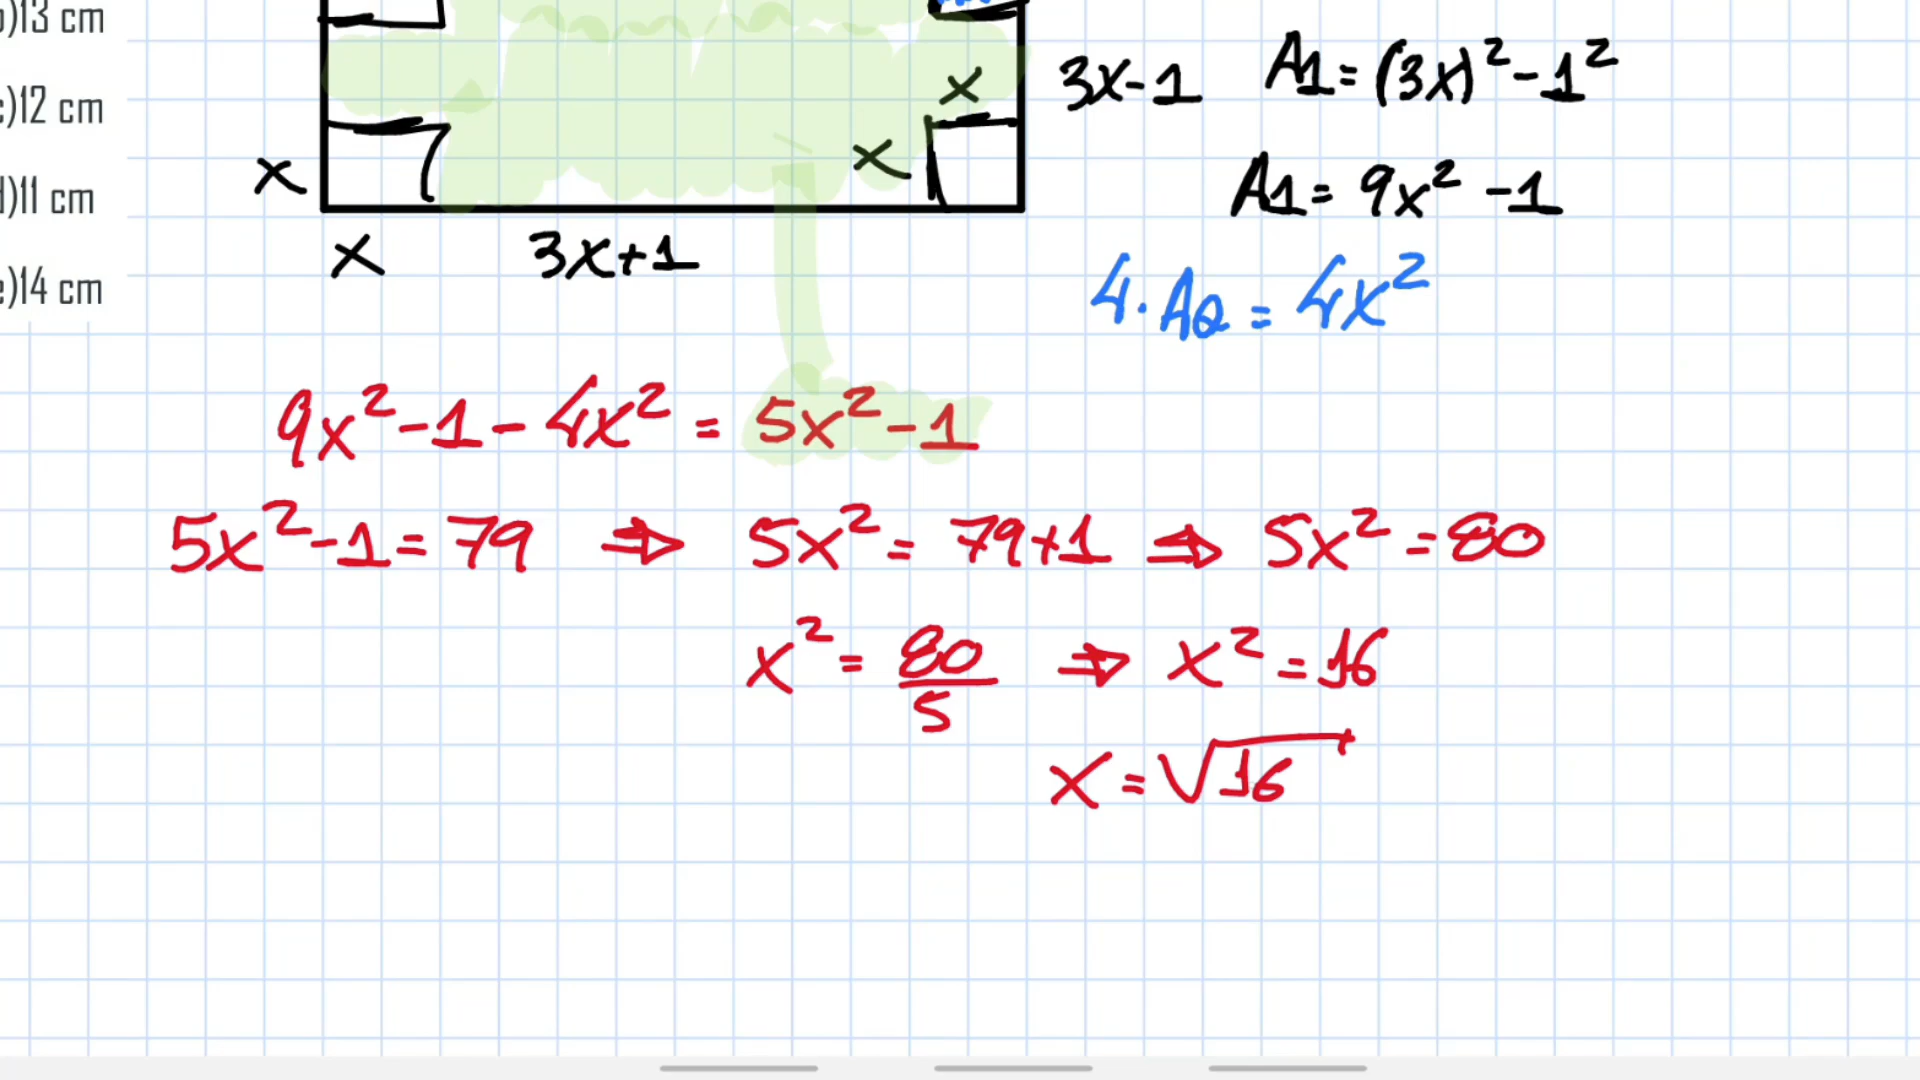 )13 cm
x
3x-1
A1=(3x)²-1²
c)12 cm
x
x
A1=9x²-1
)11 cm
x
3x+1
4.AQ=4x²
e)14 cm
9x²-1-4x²=5x²-1
5x²-1=79⇒5x²=79+1⇒5x²=80
x²=80/5⇒x²=16
x=√16